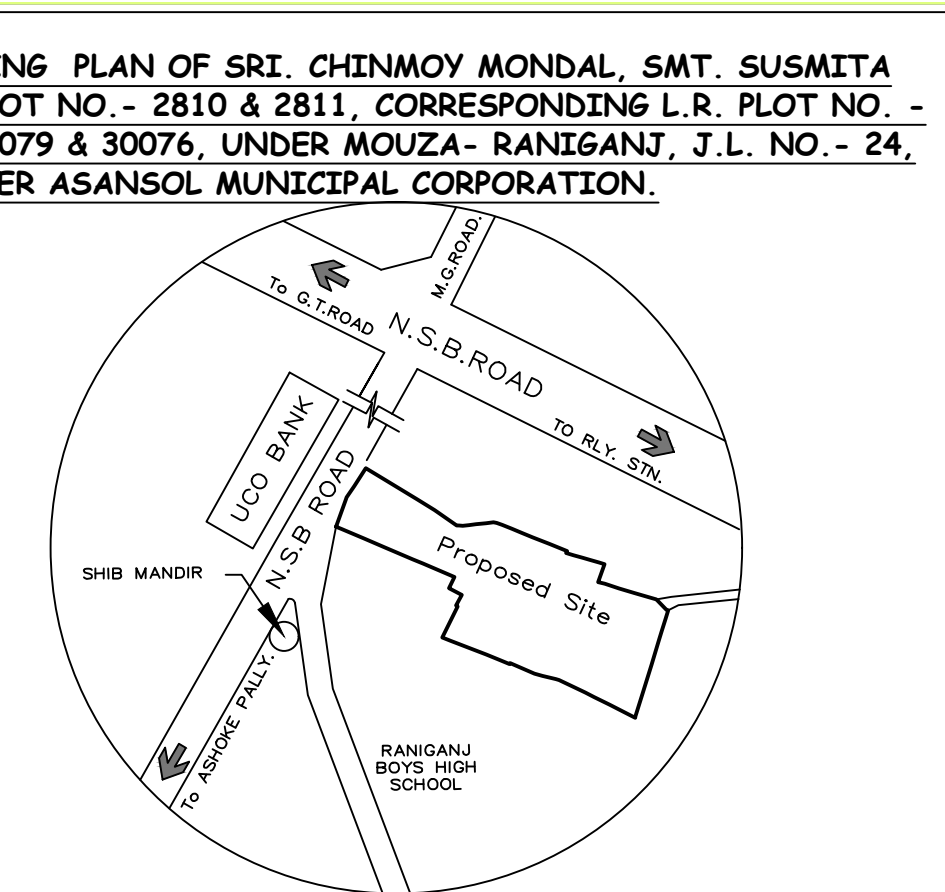 NG PLAN OF SRI. CHINMOY MONDAL, SMT. SUSMITA
OT NO.- 2810 & 2811, CORRESPONDING L.R. PLOT NO. -
079 & 30076, UNDER MOUZA- RANIGANJ, J.L. NO.- 24,
ER ASANSOL MUNICIPAL CORPORATION.
M.G.ROAD.
To G.T.ROAD
N.S.B.ROAD
TO RLY. STN.
UCO BANK
N.S.B ROAD
Proposed Site
SHIB MANDIR
To ASHOKE PALLY.
RANIGANJ
BOYS HIGH
SCHOOL